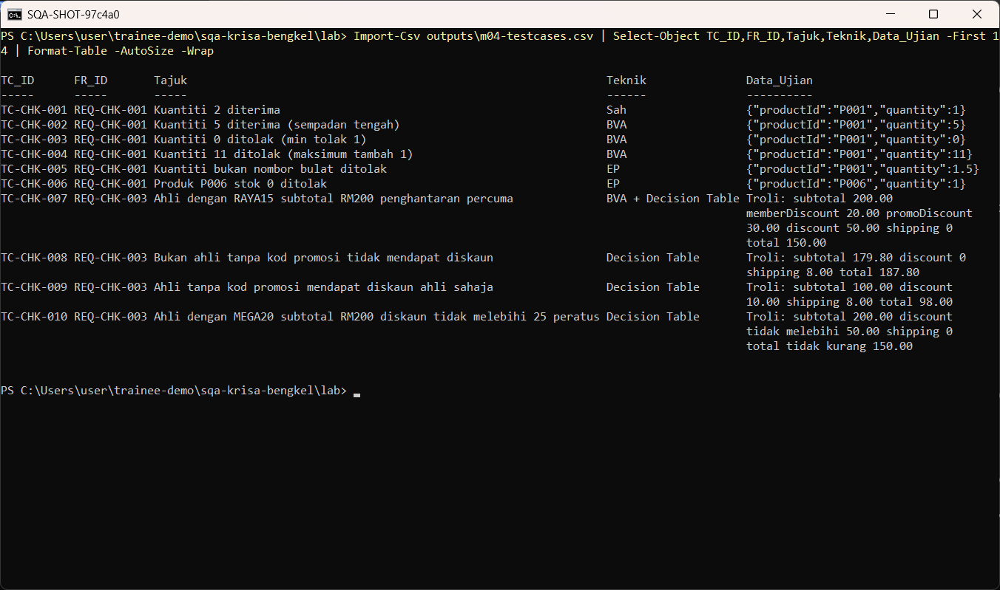 SQA-SHOT-97c4a0
PS C:\Users\user\trainee-demo\sqa-krisa-bengkel\lab> Import-Csv outputs\m04-testcases.csv | Select-Object TC_ID,FR_ID,Tajuk,Teknik,Data_Ujian -First 1
4 | Format-Table -AutoSize -Wrap
TC_ID      FR_ID       Tajuk                                                               Teknik               Data_Ujian
-----      -----       -----                                                               ------               ----------
TC-CHK-001 REQ-CHK-001 Kuantiti 2 diterima                                                 Sah                  {"productId":"P001","quantity":1}
TC-CHK-002 REQ-CHK-001 Kuantiti 5 diterima (sempadan tengah)                               BVA                  {"productId":"P001","quantity":5}
TC-CHK-003 REQ-CHK-001 Kuantiti 0 ditolak (min tolak 1)                                    BVA                  {"productId":"P001","quantity":0}
TC-CHK-004 REQ-CHK-001 Kuantiti 11 ditolak (maksimum tambah 1)                             BVA                  {"productId":"P001","quantity":11}
TC-CHK-005 REQ-CHK-001 Kuantiti bukan nombor bulat ditolak                                 EP                   {"productId":"P001","quantity":1.5}
TC-CHK-006 REQ-CHK-001 Produk P006 stok 0 ditolak                                          EP                   {"productId":"P006","quantity":1}
TC-CHK-007 REQ-CHK-003 Ahli dengan RAYA15 subtotal RM200 penghantaran percuma              BVA + Decision Table Troli: subtotal 200.00
memberDiscount 20.00 promoDiscount
30.00 discount 50.00 shipping 0
total 150.00
TC-CHK-008 REQ-CHK-003 Bukan ahli tanpa kod promosi tidak mendapat diskaun                 Decision Table       Troli: subtotal 179.80 discount 0
shipping 8.00 total 187.80
TC-CHK-009 REQ-CHK-003 Ahli tanpa kod promosi mendapat diskaun ahli sahaja                 Decision Table       Troli: subtotal 100.00 discount
10.00 shipping 8.00 total 98.00
TC-CHK-010 REQ-CHK-003 Ahli dengan MEGA20 subtotal RM200 diskaun tidak melebihi 25 peratus Decision Table       Troli: subtotal 200.00 discount
tidak melebihi 50.00 shipping 0
total tidak kurang 150.00
PS C:\Users\user\trainee-demo\sqa-krisa-bengkel\lab>